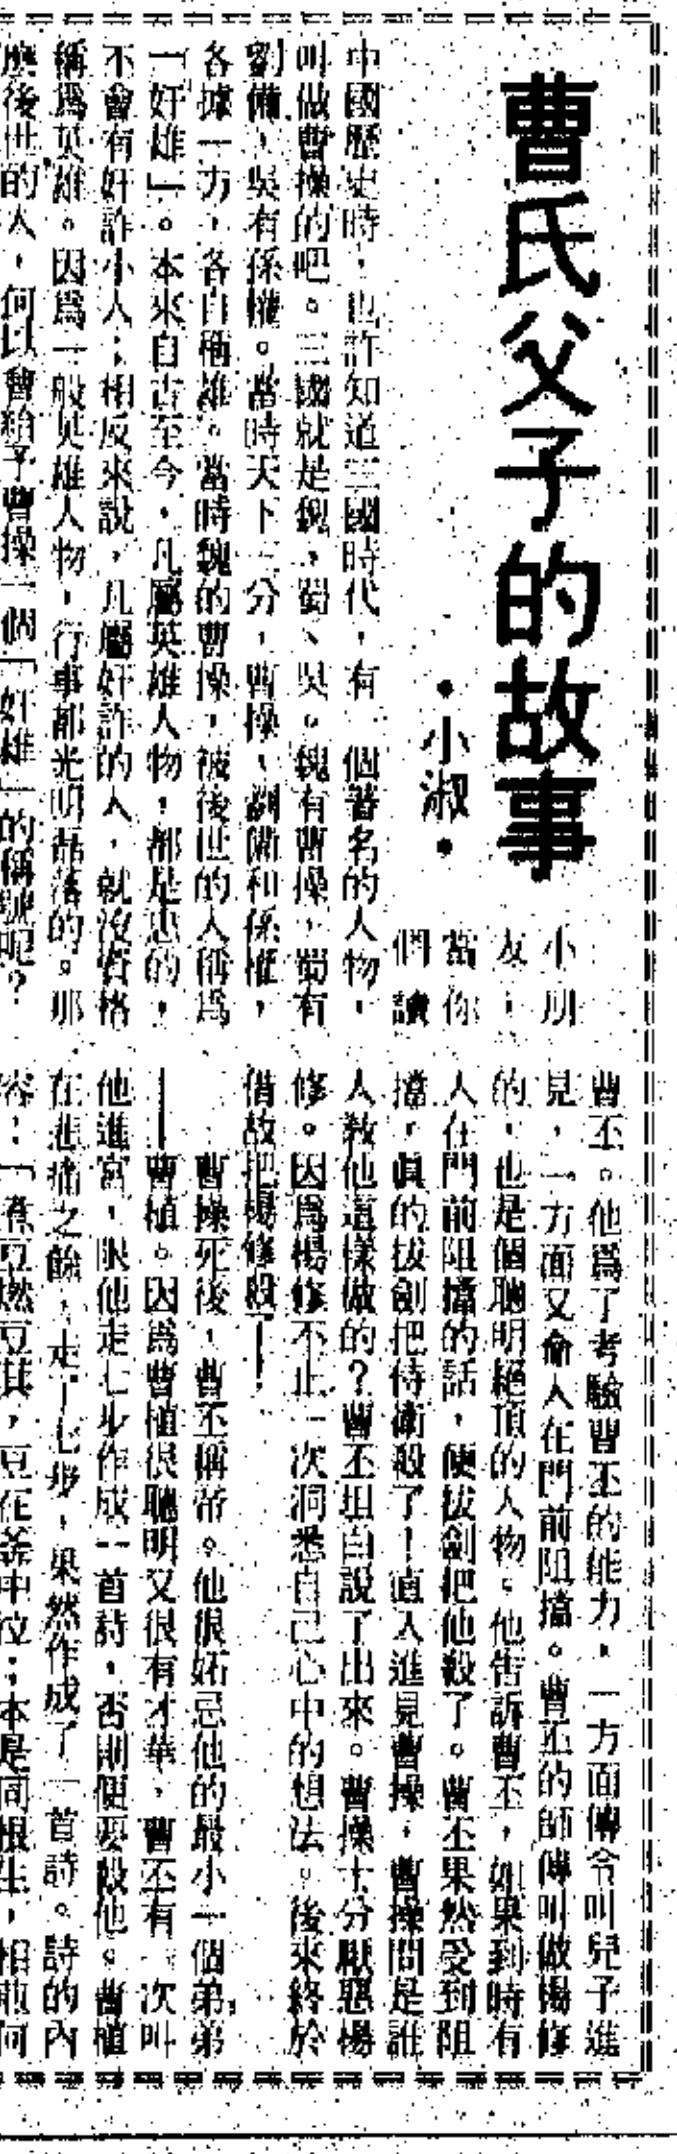 曹氏父子的故事
•小淑•
小朋
友，
當你
們讀
中國歷史時，也許知道三國時代，有一個著名的人物，
叫做曹操的吧。三國就是魏、蜀、吳。魏有曹操，蜀有
劉備，吳有係權。當時天下三分，曹操、劉備和係權，
各據一方，各自稱雄。當時魏的曹操，被後世的人稱爲
「奸雄」。本來自古至今，凡屬英雄人物，都是忠的，
不會有奸詐小人；相反來說，凡屬奸詐的人，就沒資格
稱爲英雄。因爲一般英雄人物，行事都光明磊落的。那
麽後世的人，何以會給予曹操一個「奸雄」的稱號呢？
曹丕。他爲了考驗曹丕的能力，一方面傳令叫兒子進
見，一方面又命人在門前阻擋。曹丕的師傅叫做楊修
的，也是個聰明絕頂的人物。他告訴曹丕，如果到時有
人在門前阻擋的話，便拔劍把他殺了。曹丕果然受到阻
擋，眞的拔劍把侍衛殺了！直入進見曹操，曹操問是誰
人敎他這樣做的？曹丕坦白說了出來。曹操十分厭惡楊
修。因爲楊修不止一次洞悉自己心中的想法。後來終於
借故把楊修殺了——
曹操死後，曹丕稱帝。他很妬忌他的最小一個弟弟
——曹植。因爲曹植很聰明又很有才華，曹丕有一次叫
他進宮，限他走七步作成一首詩，否則便要殺他。曹植
在悲痛之餘，走了七步，果然作成了一首詩。詩的內
容：「煮豆燃豆萁，豆在釜中泣；本是同根生，相煎何